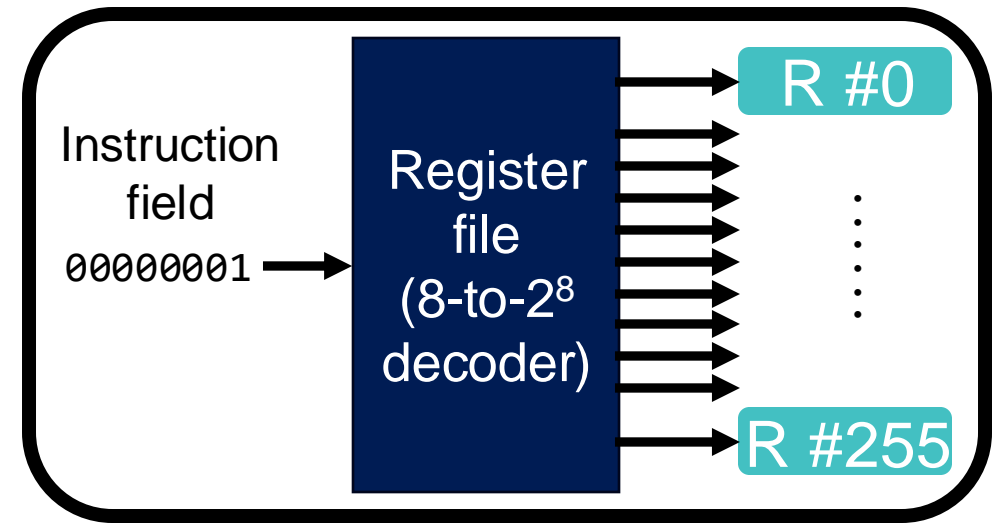 Instruction
field
00000001
Register
file
(8-to-2⁸
decoder)
R #0
R #255